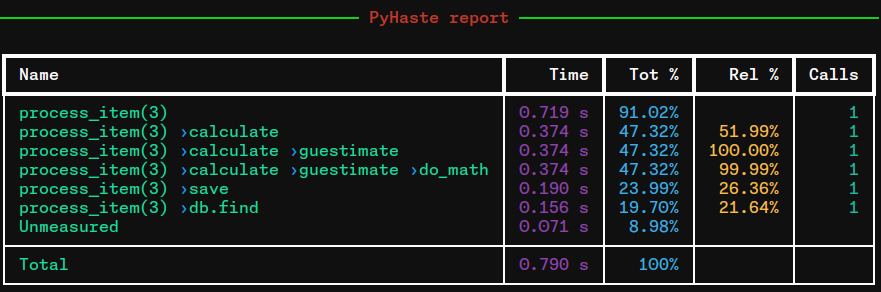 PyHaste report
Name Time Tot % Rel % Calls
process_item(3) 0.719 s 91.02% 1
process_item(3) ›calculate 0.374 s 47.32% 51.99% 1
process_item(3) ›calculate ›guestimate 0.374 s 47.32% 100.00% 1
process_item(3) ›calculate ›guestimate ›do_math 0.374 s 47.32% 99.99% 1
process_item(3) ›save 0.190 s 23.99% 26.36% 1
process_item(3) ›db.find 0.156 s 19.70% 21.64% 1
Unmeasured 0.071 s 8.98%
Total 0.790 s 100%